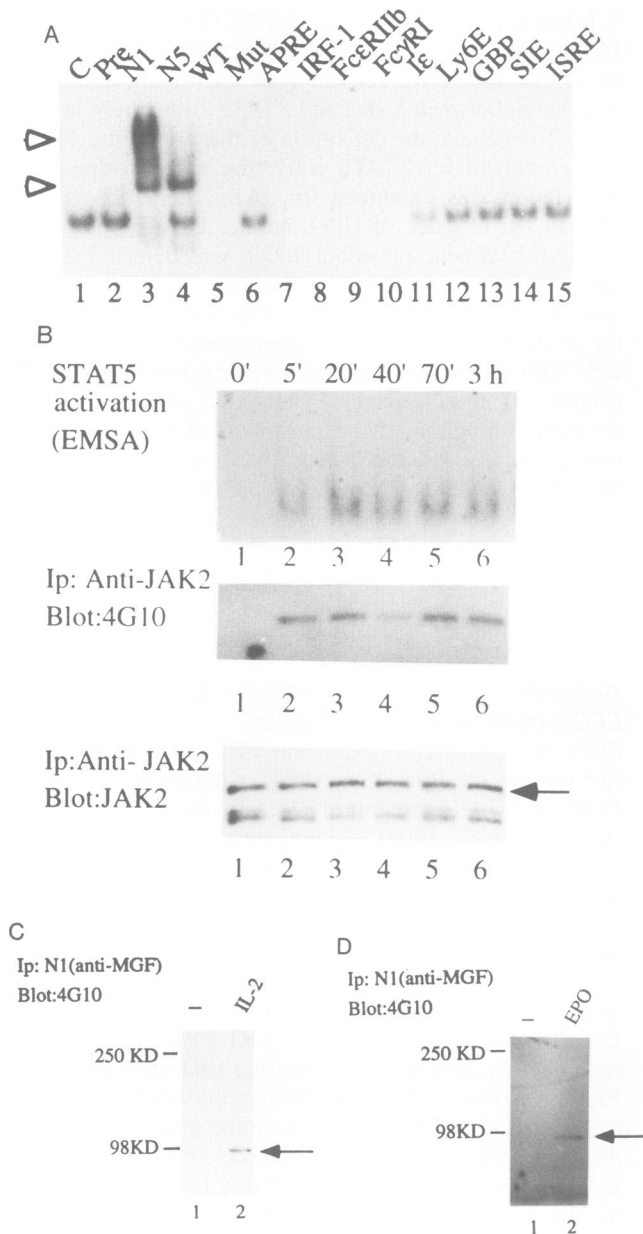 A
C Pre N1 N5 WT Mut APRE IRF-1 FcεRIIb FcγRI Iε Ly6E GBP SIE ISRE
1 2 3 4 5 6 7 8 9 10 11 12 13 14 15
B
STAT5 activation (EMSA)
0' 5' 20' 40' 70' 3 h
1 2 3 4 5 6
Ip: Anti-JAK2
Blot:4G10
1 2 3 4 5 6
Ip:Anti- JAK2
Blot:JAK2
1 2 3 4 5 6
C
Ip: N1(anti-MGF)
Blot:4G10
– IL-2
250 KD
98KD
1 2
D
Ip: N1(anti-MGF)
Blot:4G10
– EPO
250 KD
98KD
1 2